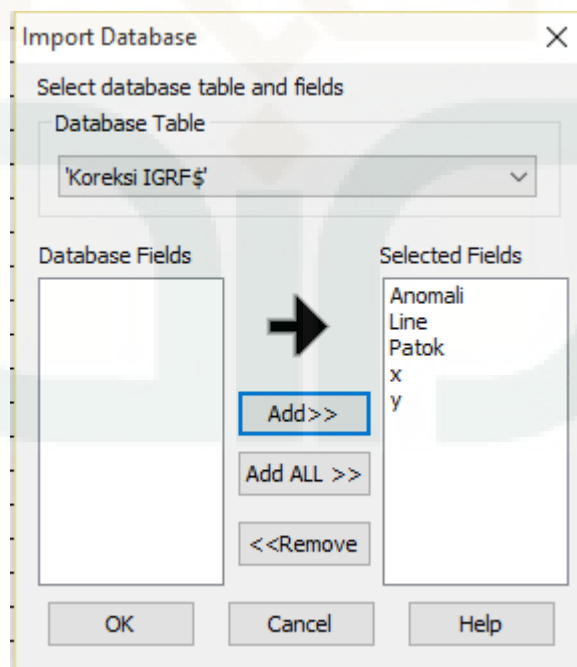 Import Database
Select database table and fields
Database Table
'Koreksi IGRF$'
Database Fields
Selected Fields
Anomali
Line
Patok
x
y
Add>>
Add ALL >>
<<Remove
OK
Cancel
Help